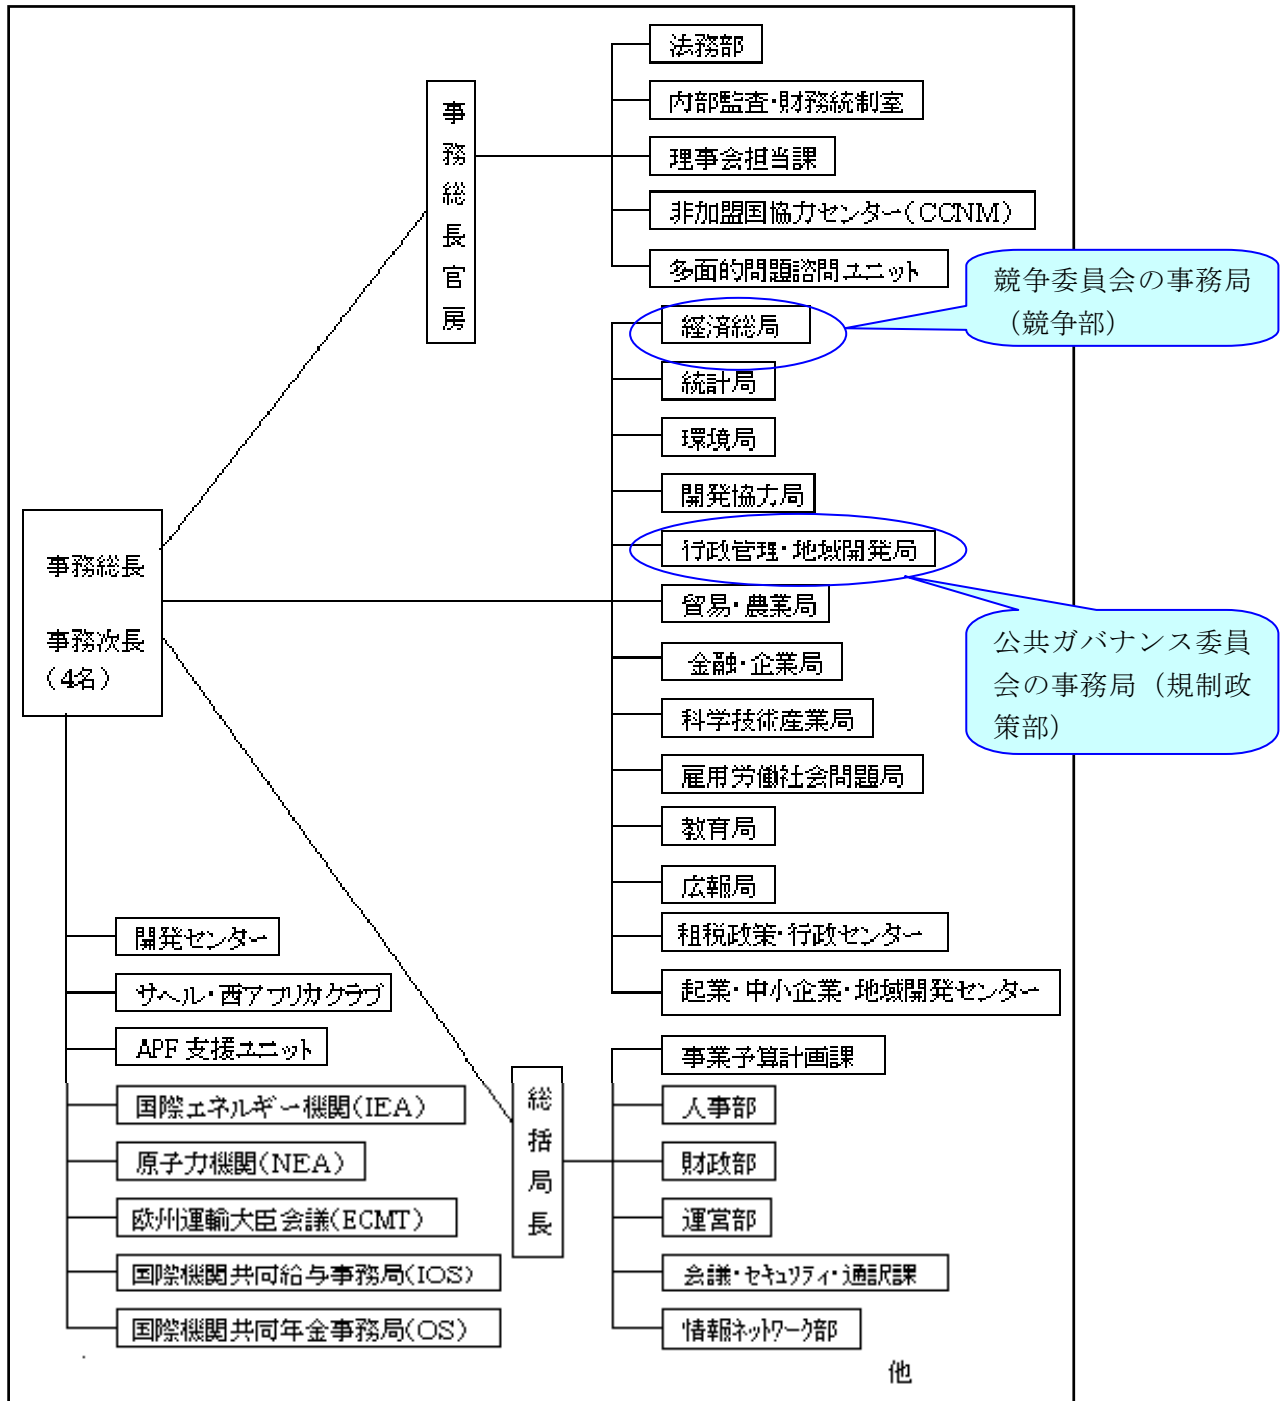 法務部
内部監査・財務統制室
理事会担当課
非加盟国協力センター(CCNM)
多面的問題諮問ユニット
事務総長官房
経済総局
統計局
環境局
開発協力局
行政管理・地域開発局
貿易・農業局
金融・企業局
科学技術産業局
雇用労働社会問題局
教育局
広報局
租税政策・行政センター
起業・中小企業・地域開発センター
競争委員会の事務局
（競争部）
公共ガバナンス委員
会の事務局（規制政
策部）
事務総長
事務次長
(4名)
開発センター
サヘル・西アフリカクラブ
APF 支援ユニット
国際エネルギー機関(IEA)
原子力機関(NEA)
欧州運輸大臣会議(ECMT)
国際機関共同給与事務局(IOS)
国際機関共同年金事務局(OS)
総括局長
事業予算計画課
人事部
財政部
運営部
会議・セキュリティ・通訳課
情報ネットワーク部
他